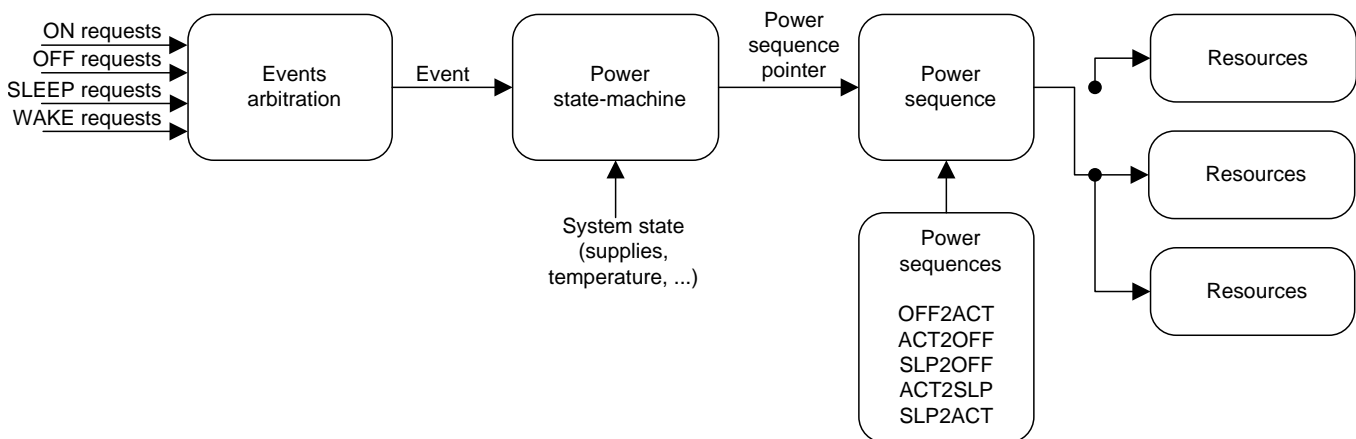 ON requests
OFF requests
SLEEP requests
WAKE requests
Events
arbitration
Event
Power
state-machine
System state
(supplies,
temperature, ...)
Power
sequence
pointer
Power
sequence
Power
sequences
OFF2ACT
ACT2OFF
SLP2OFF
ACT2SLP
SLP2ACT
Resources
Resources
Resources